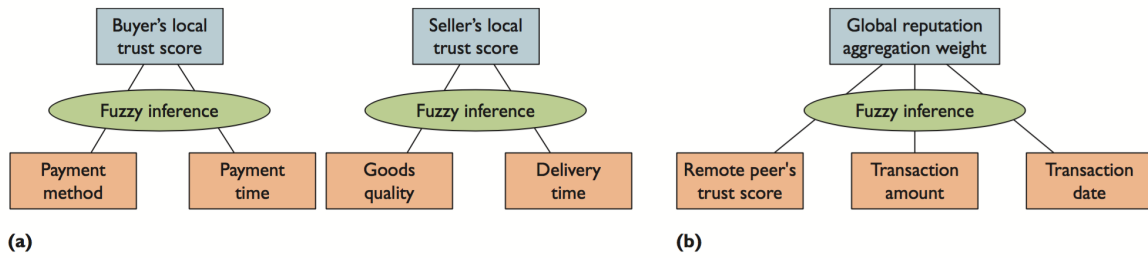 Buyer's local
trust score
Seller's local
trust score
Global reputation
aggregation weight
Fuzzy inference
Fuzzy inference
Fuzzy inference
Payment
method
Payment
time
Goods
quality
Delivery
time
Remote peer's
trust score
Transaction
amount
Transaction
date
(a)
(b)